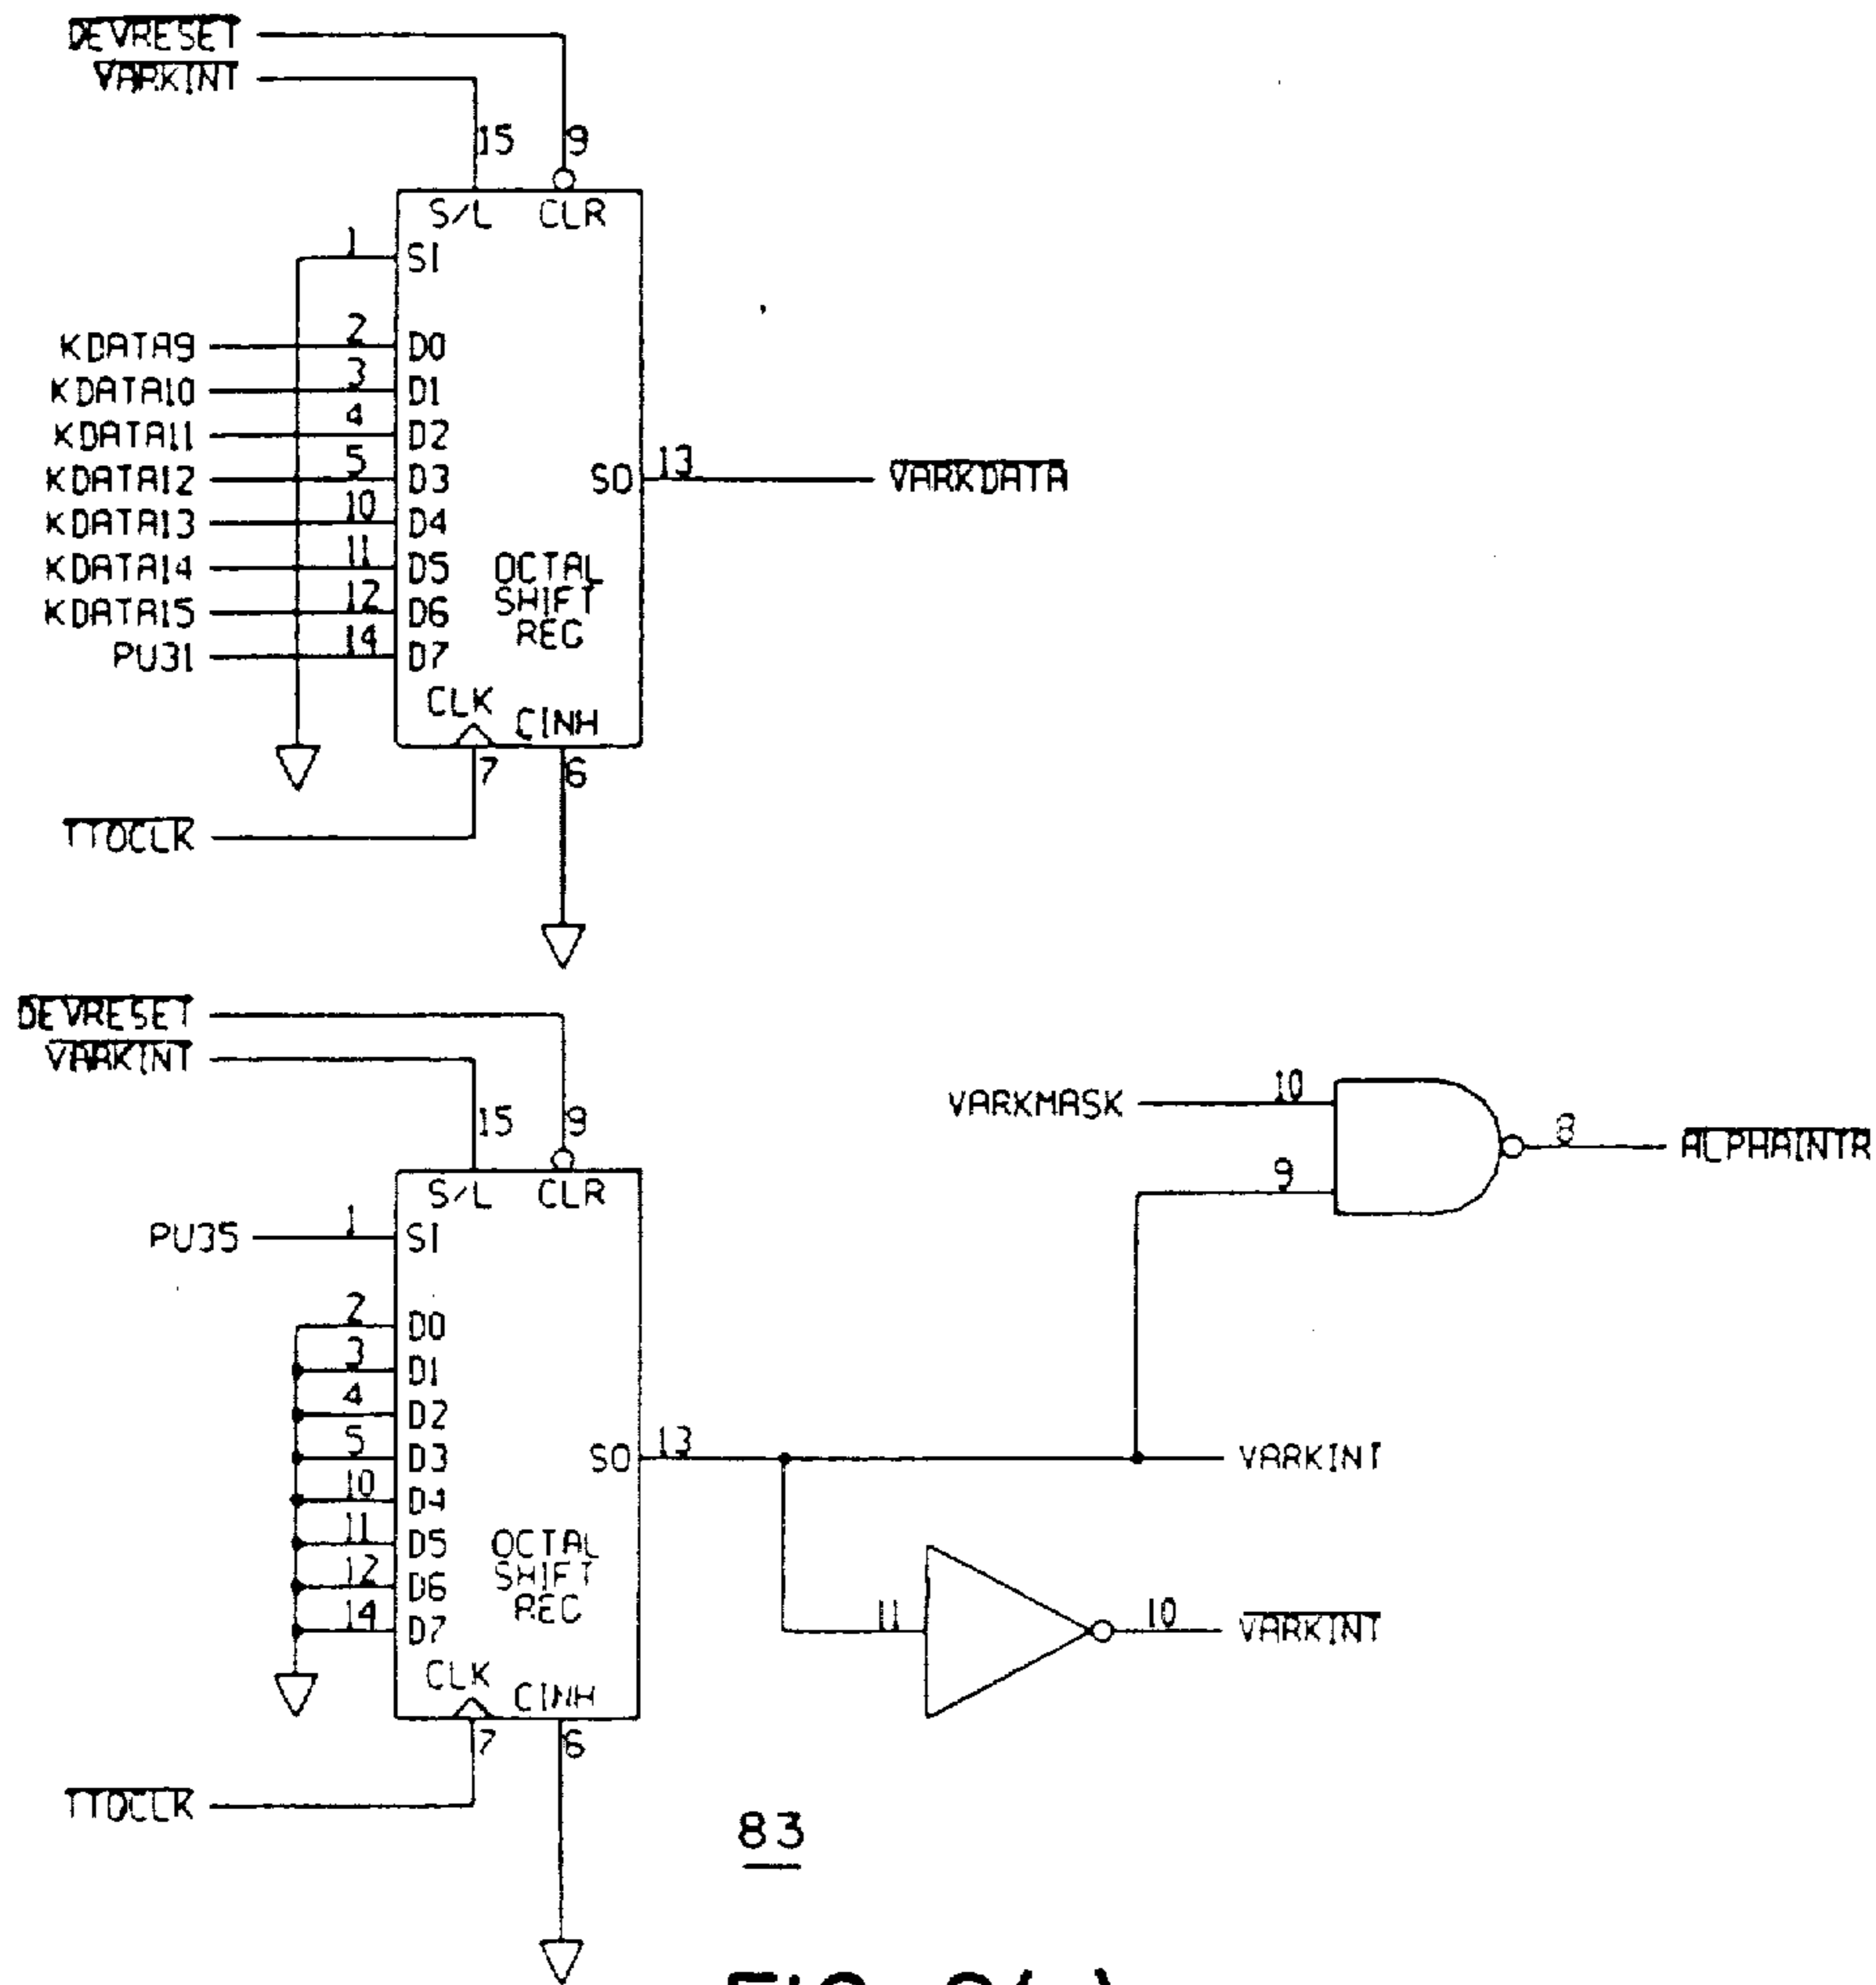 DEVRESET
VARKINT
15 9
S/L CLR
1 SI
KDATA9 2 D0
KDATA10 3 D1
KDATA11 4 D2
KDATA12 5 D3
SO 13 VARKDATA
KDATA13 10 D4
KDATA14 11 D5
KDATA15 12 D6
PU31 14 D7
OCTAL
SHIFT
REG
CLK CINH
7 6
TTOCLK
DEVRESET
VARKINT
15 9
S/L CLR
PU35 1 SI
2 D0
3 D1
4 D2
5 D3
10 D4
11 D5
12 D6
14 D7
SO 13 VARKINT
OCTAL
SHIFT
REG
CLK CINH
7 6
TTOCLK
VARKMASK 10
9
8 ALPHAINTR
11 10 VARKINT
83